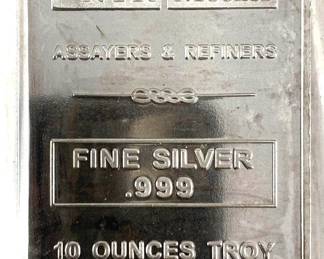 ASSAYERS & REFINERS
FINE SILVER
.999
10 OUNCES TROY